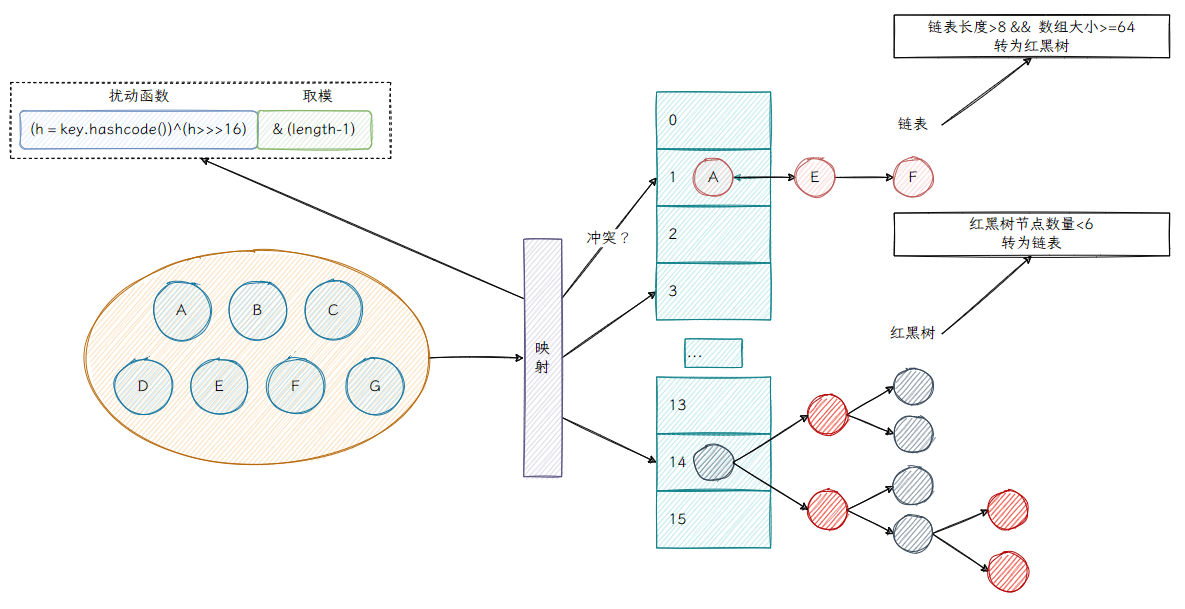 链表长度>8 && 数组大小>=64
转为红黑树
扰动函数
取模
(h = key.hashcode())^(h>>>16)
& (length-1)
链表
0
1
A
E
F
2
3
冲突？
红黑树节点数量<6
转为链表
红黑树
A
B
C
D
E
F
G
映
射
...
13
14
15